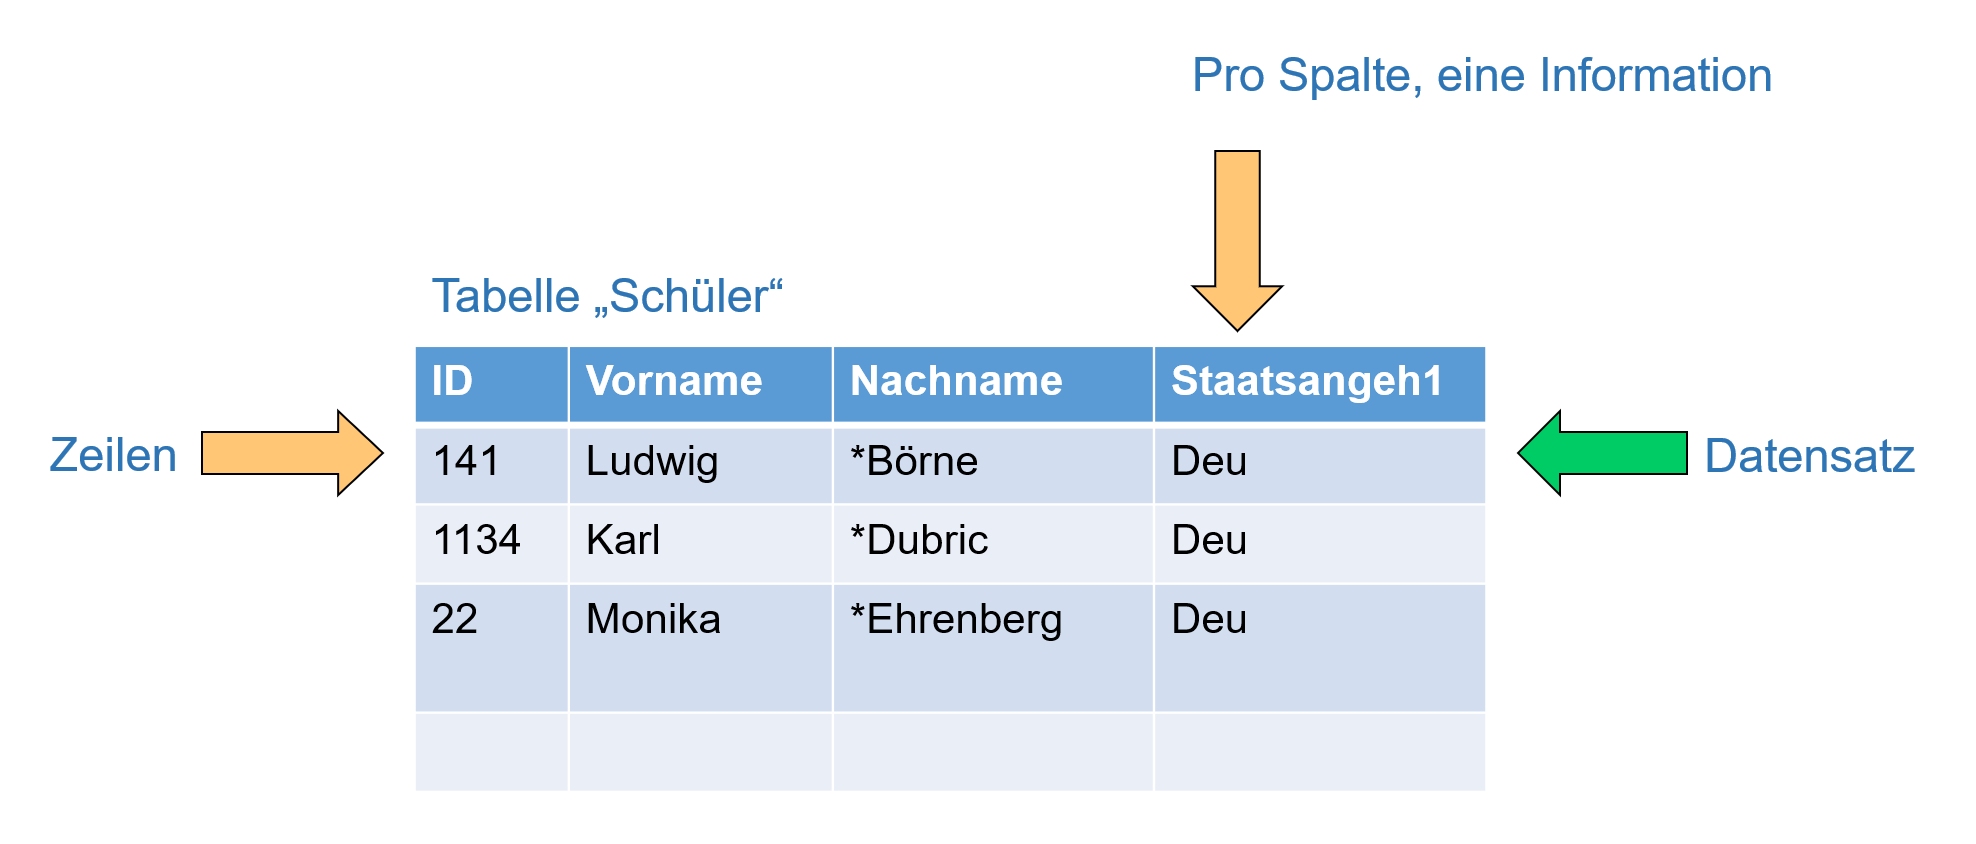 Pro Spalte, eine Information
Tabelle „Schüler“
ID Vorname Nachname Staatsangeh1
Zeilen 141 Ludwig *Börne Deu Datensatz
1134 Karl *Dubric Deu
22 Monika *Ehrenberg Deu